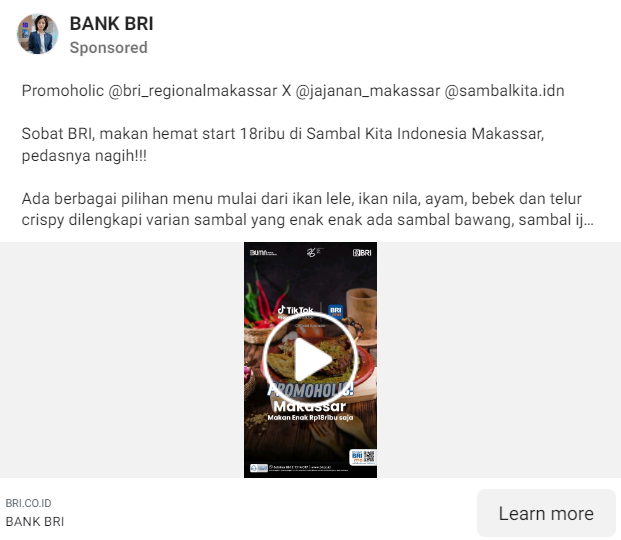 BANK BRI
Sponsored
Promoholic @bri_regionalmakassar X @jajanan_makassar @sambalkita.idn
Sobat BRI, makan hemat start 18ribu di Sambal Kita Indonesia Makassar,
pedasnya nagih!!!
Ada berbagai pilihan menu mulai dari ikan lele, ikan nila, ayam, bebek dan telur
crispy dilengkapi varian sambal yang enak enak ada sambal bawang, sambal ij...
BUMN
BRI
TikTok
BRI
PROMOHOLIC!
Makassar
Makan Enak Rp18ribu saja
BRI
BRI.CO.ID
BANK BRI
Learn more